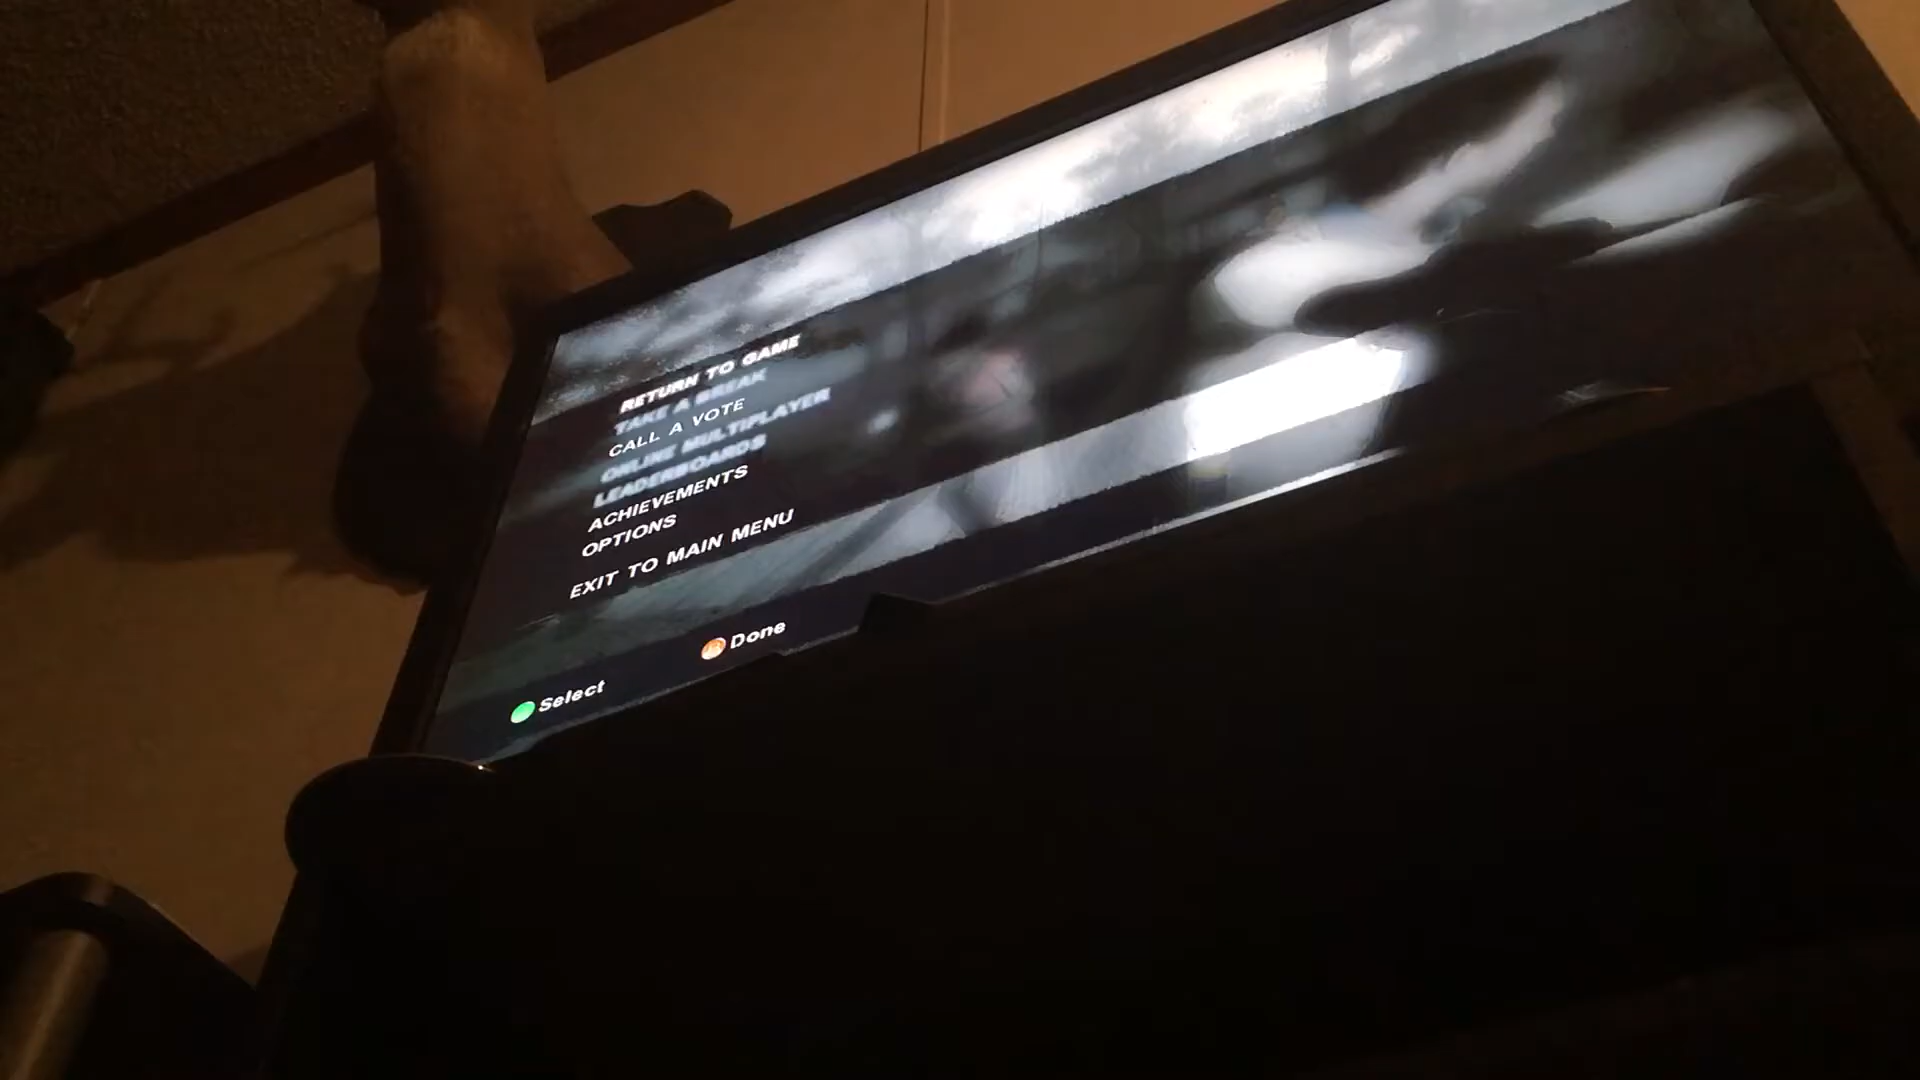 RETURN TO GAME
TAKE A BREAK
CALL A VOTE
ONLINE MULTIPLAYER
LEADERBOARDS
ACHIEVEMENTS
OPTIONS
EXIT TO MAIN MENU
Done
Select